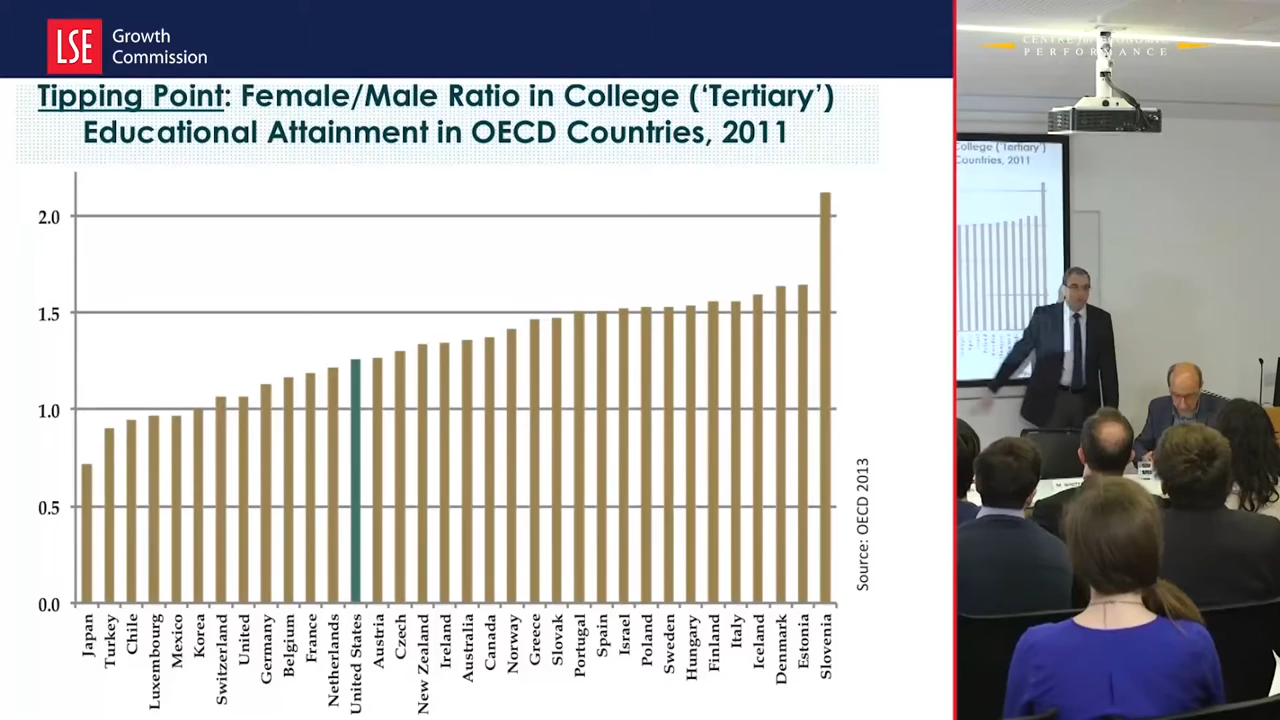 LSE
Growth
Commission
Tipping Point: Female/Male Ratio in College (‘Tertiary’)
Educational Attainment in OECD Countries, 2011
2.0
1.5
1.0
0.5
0.0
Japan
Turkey
Chile
Luxembourg
Mexico
Korea
Switzerland
United
Germany
Belgium
France
Netherlands
United States
Austria
Czech
New Zealand
Ireland
Australia
Canada
Norway
Greece
Slovak
Portugal
Spain
Israel
Poland
Sweden
Hungary
Finland
Italy
Iceland
Denmark
Estonia
Slovenia
Source: OECD 2013
CENTRE for ECONOMIC
PERFORMANCE
College (‘Tertiary’)
Countries, 2011